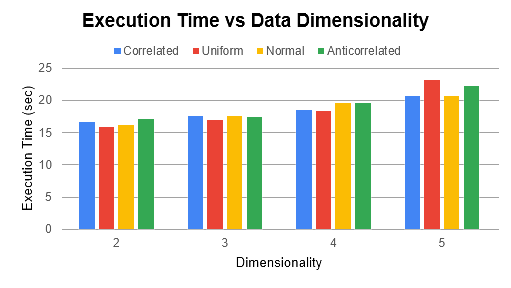 Execution Time vs Data Dimensionality
Correlated Uniform Normal Anticorrelated
25
20
15
10
5
0
Execution Time (sec)
2 3 4 5
Dimensionality